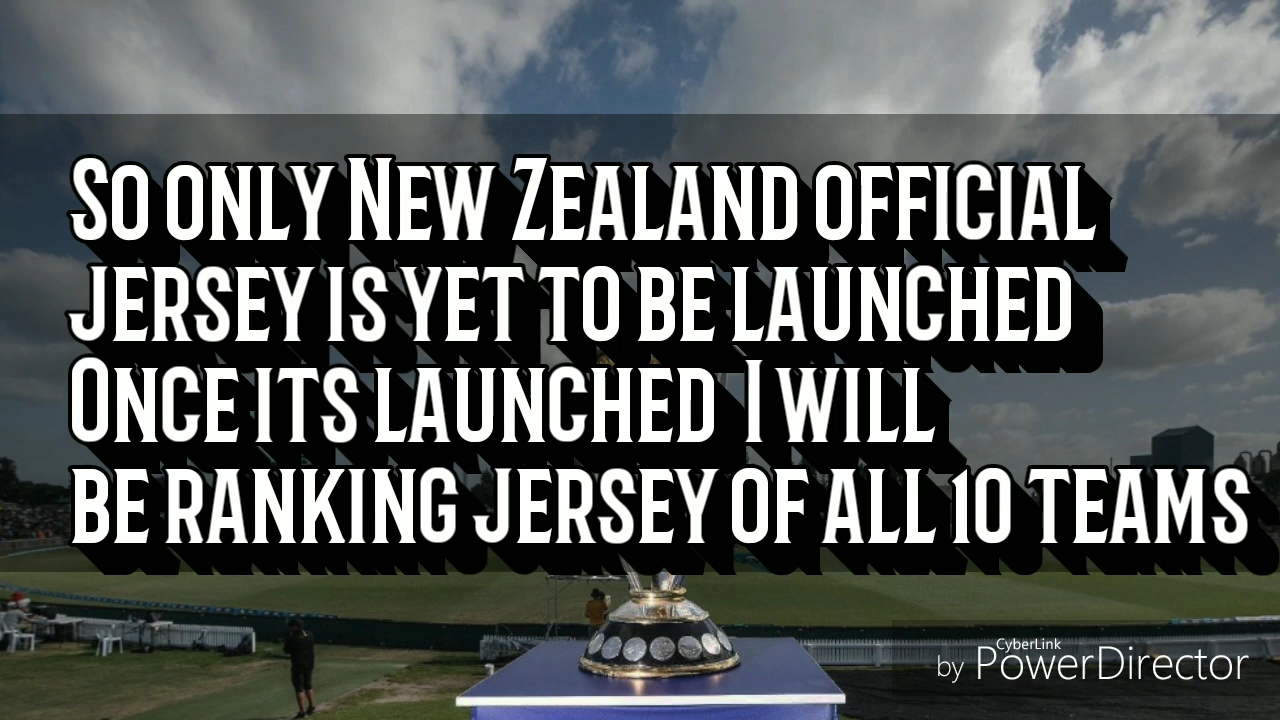 So only New Zealand official
jersey is yet to be launched
Once its launched I will
be ranking jersey of all 10 teams
CyberLink
by PowerDirector